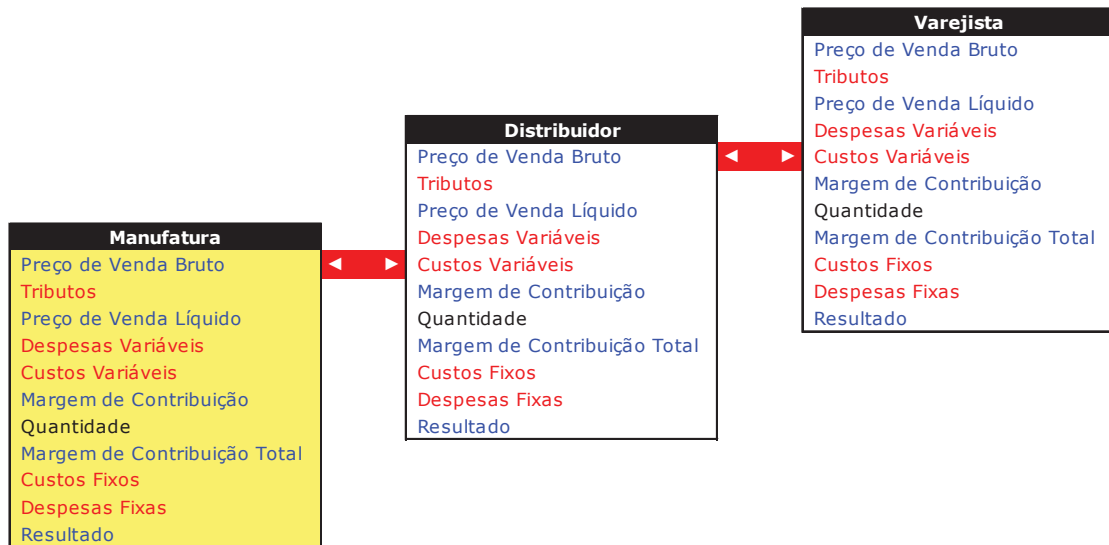 Manufatura
Preço de Venda Bruto
Tributos
Preço de Venda Líquido
Despesas Variáveis
Custos Variáveis
Margem de Contribuição
Quantidade
Margem de Contribuição Total
Custos Fixos
Despesas Fixas
Resultado
Distribuidor
Preço de Venda Bruto
Tributos
Preço de Venda Líquido
Despesas Variáveis
Custos Variáveis
Margem de Contribuição
Quantidade
Margem de Contribuição Total
Custos Fixos
Despesas Fixas
Resultado
Varejista
Preço de Venda Bruto
Tributos
Preço de Venda Líquido
Despesas Variáveis
Custos Variáveis
Margem de Contribuição
Quantidade
Margem de Contribuição Total
Custos Fixos
Despesas Fixas
Resultado